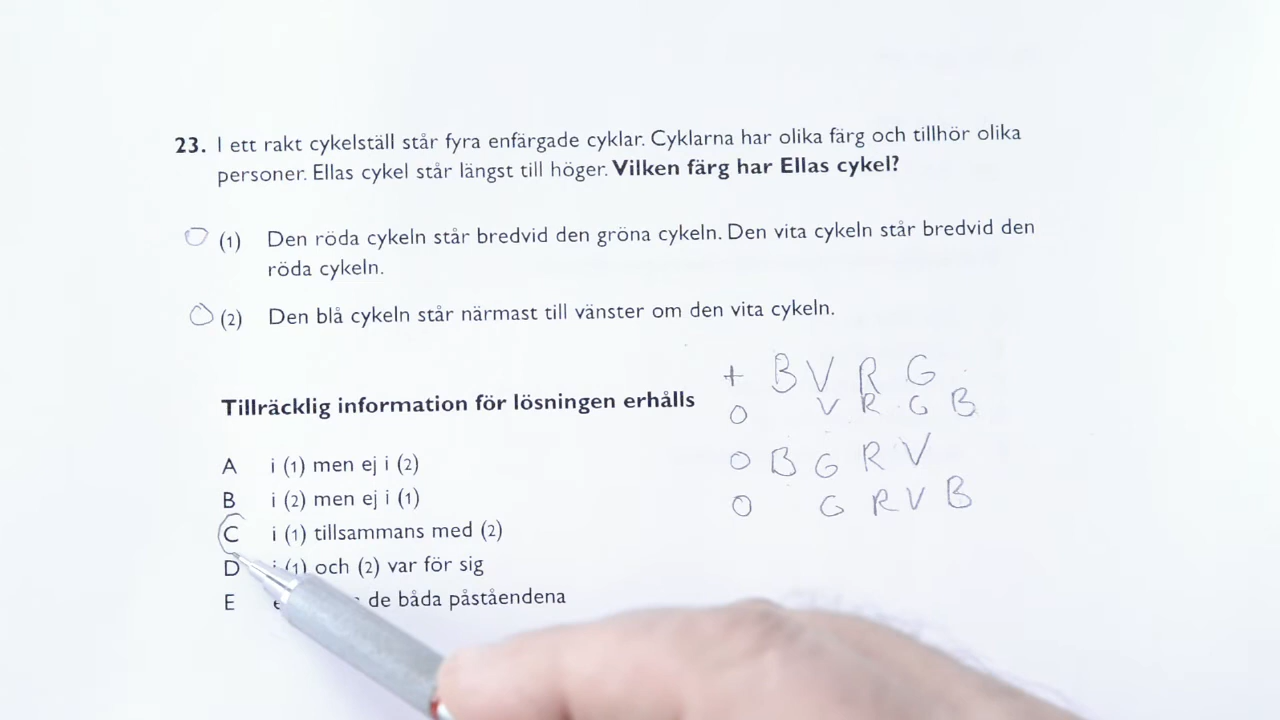 23. I ett rakt cykelställ står fyra enfärgade cyklar. Cyklarna har olika färg och tillhör olika
personer. Ellas cykel står längst till höger. Vilken färg har Ellas cykel?
(1) Den röda cykeln står bredvid den gröna cykeln. Den vita cykeln står bredvid den
röda cykeln.
(2) Den blå cykeln står närmast till vänster om den vita cykeln.
Tillräcklig information för lösningen erhålls
A i (1) men ej i (2)
B i (2) men ej i (1)
C i (1) tillsammans med (2)
D i (1) och (2) var för sig
E de båda påståendena
+ B V R G
O V R G B
O B G R V
O G R V B